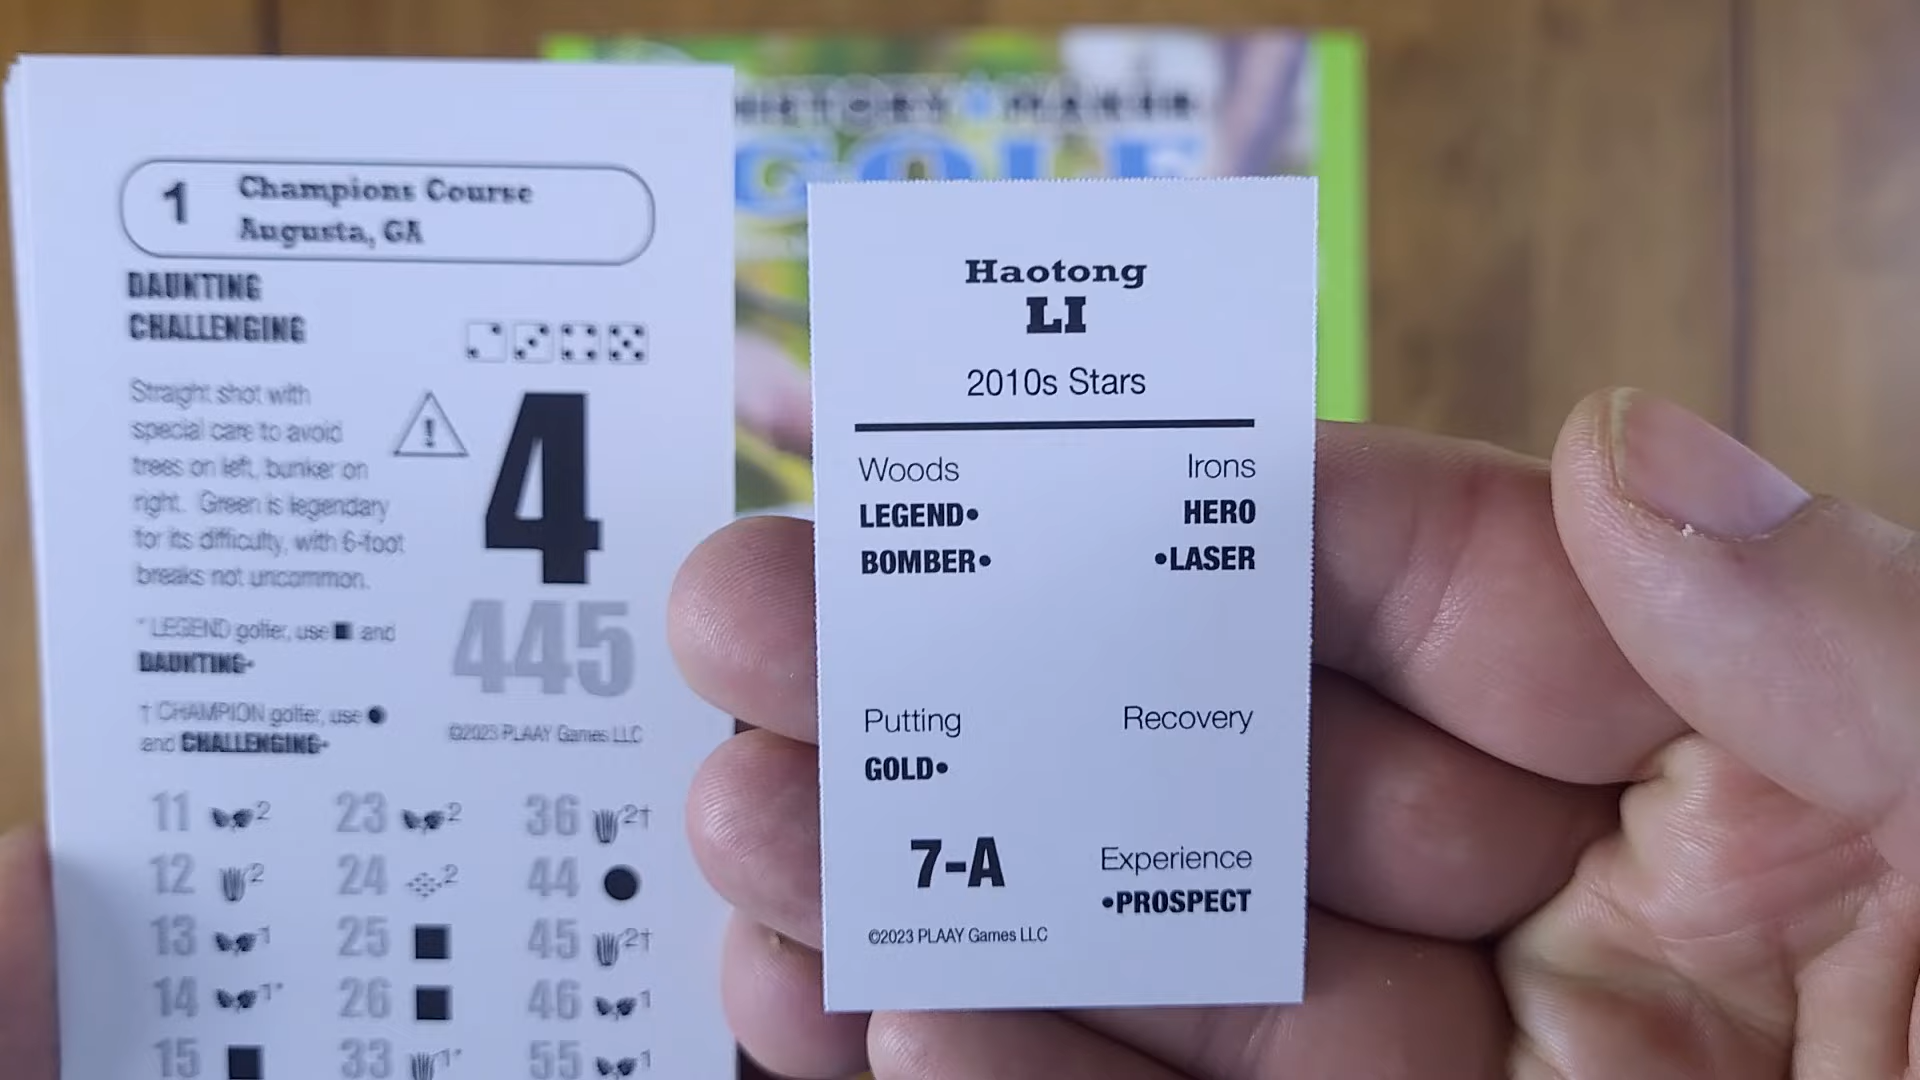 HISTORY MAKER
GOLF
1
Champions Course
Augusta, GA
DAUNTING
CHALLENGING
Straight shot with
special care to avoid
trees on left, bunker on
right. Green is legendary
for its difficulty, with 6-foot
breaks not uncommon.
!
4
445
* LEGEND golfer, use ■ and
DAUNTING•
† CHAMPION golfer, use ●
and CHALLENGING•
©2023 PLAAY Games LLC
11 2 23 2 36 2†
12 2 24 2 44 ●
13 1 25 ■ 45 2†
14 1* 26 ■ 46 1
15 ■ 33 1* 55 1
Haotong
LI
2010s Stars
Woods Irons
LEGEND• HERO
BOMBER• •LASER
Putting Recovery
GOLD•
7-A
Experience
•PROSPECT
©2023 PLAAY Games LLC